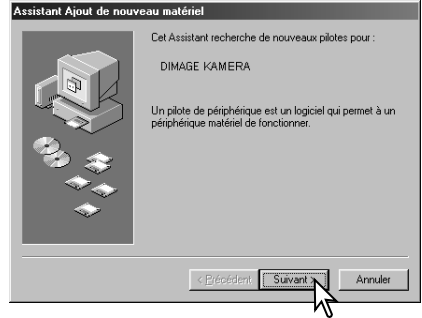 Assistant Ajout de nouveau matériel
Cet Assistant recherche de nouveaux pilotes pour :
DIMAGE KAMERA
Un pilote de périphérique est un logiciel qui permet à un
périphérique matériel de fonctionner.
< Précédent
Suivant >
Annuler